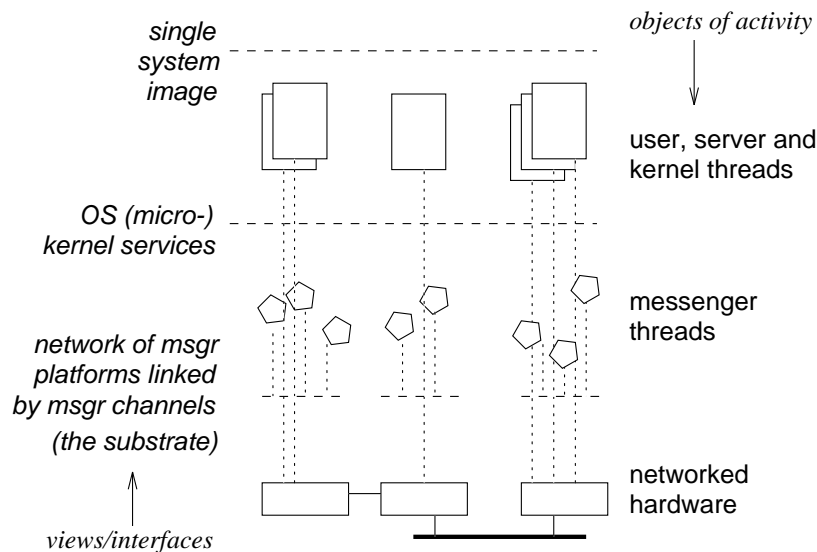 single
system
image
objects of activity
user, server and
kernel threads
OS (micro-)
kernel services
messenger
threads
network of msgr
platforms linked
by msgr channels
(the substrate)
networked
hardware
views/interfaces